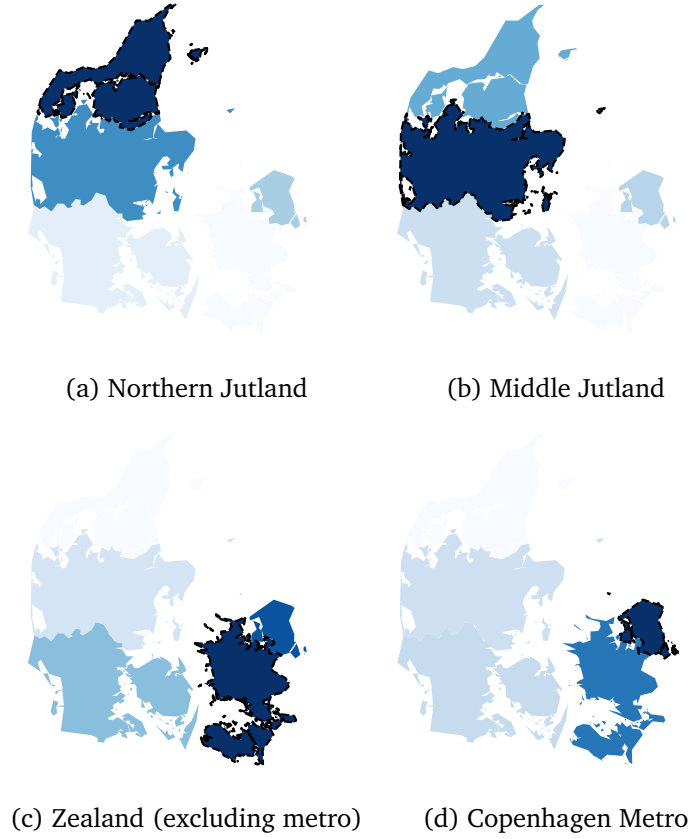 (a) Northern Jutland
(b) Middle Jutland
(c) Zealand (excluding metro)
(d) Copenhagen Metro